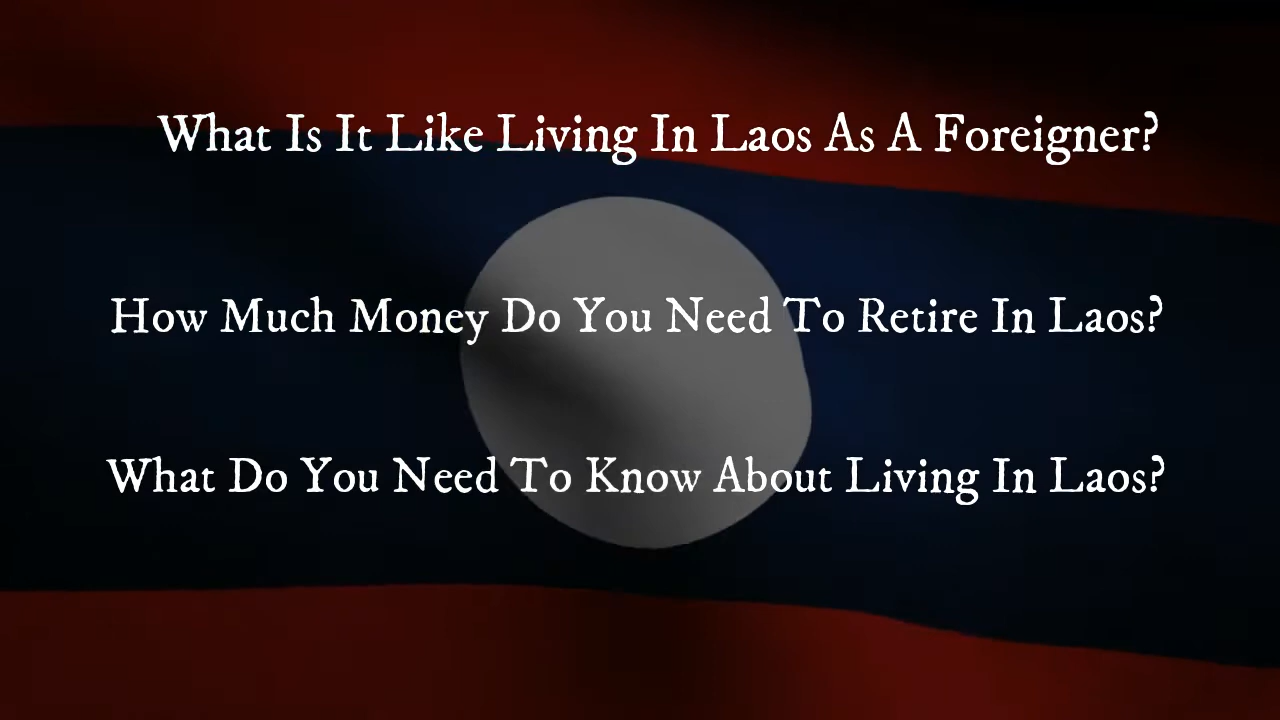 What Is It Like Living In Laos As A Foreigner?
How Much Money Do You Need To Retire In Laos?
What Do You Need To Know About Living In Laos?